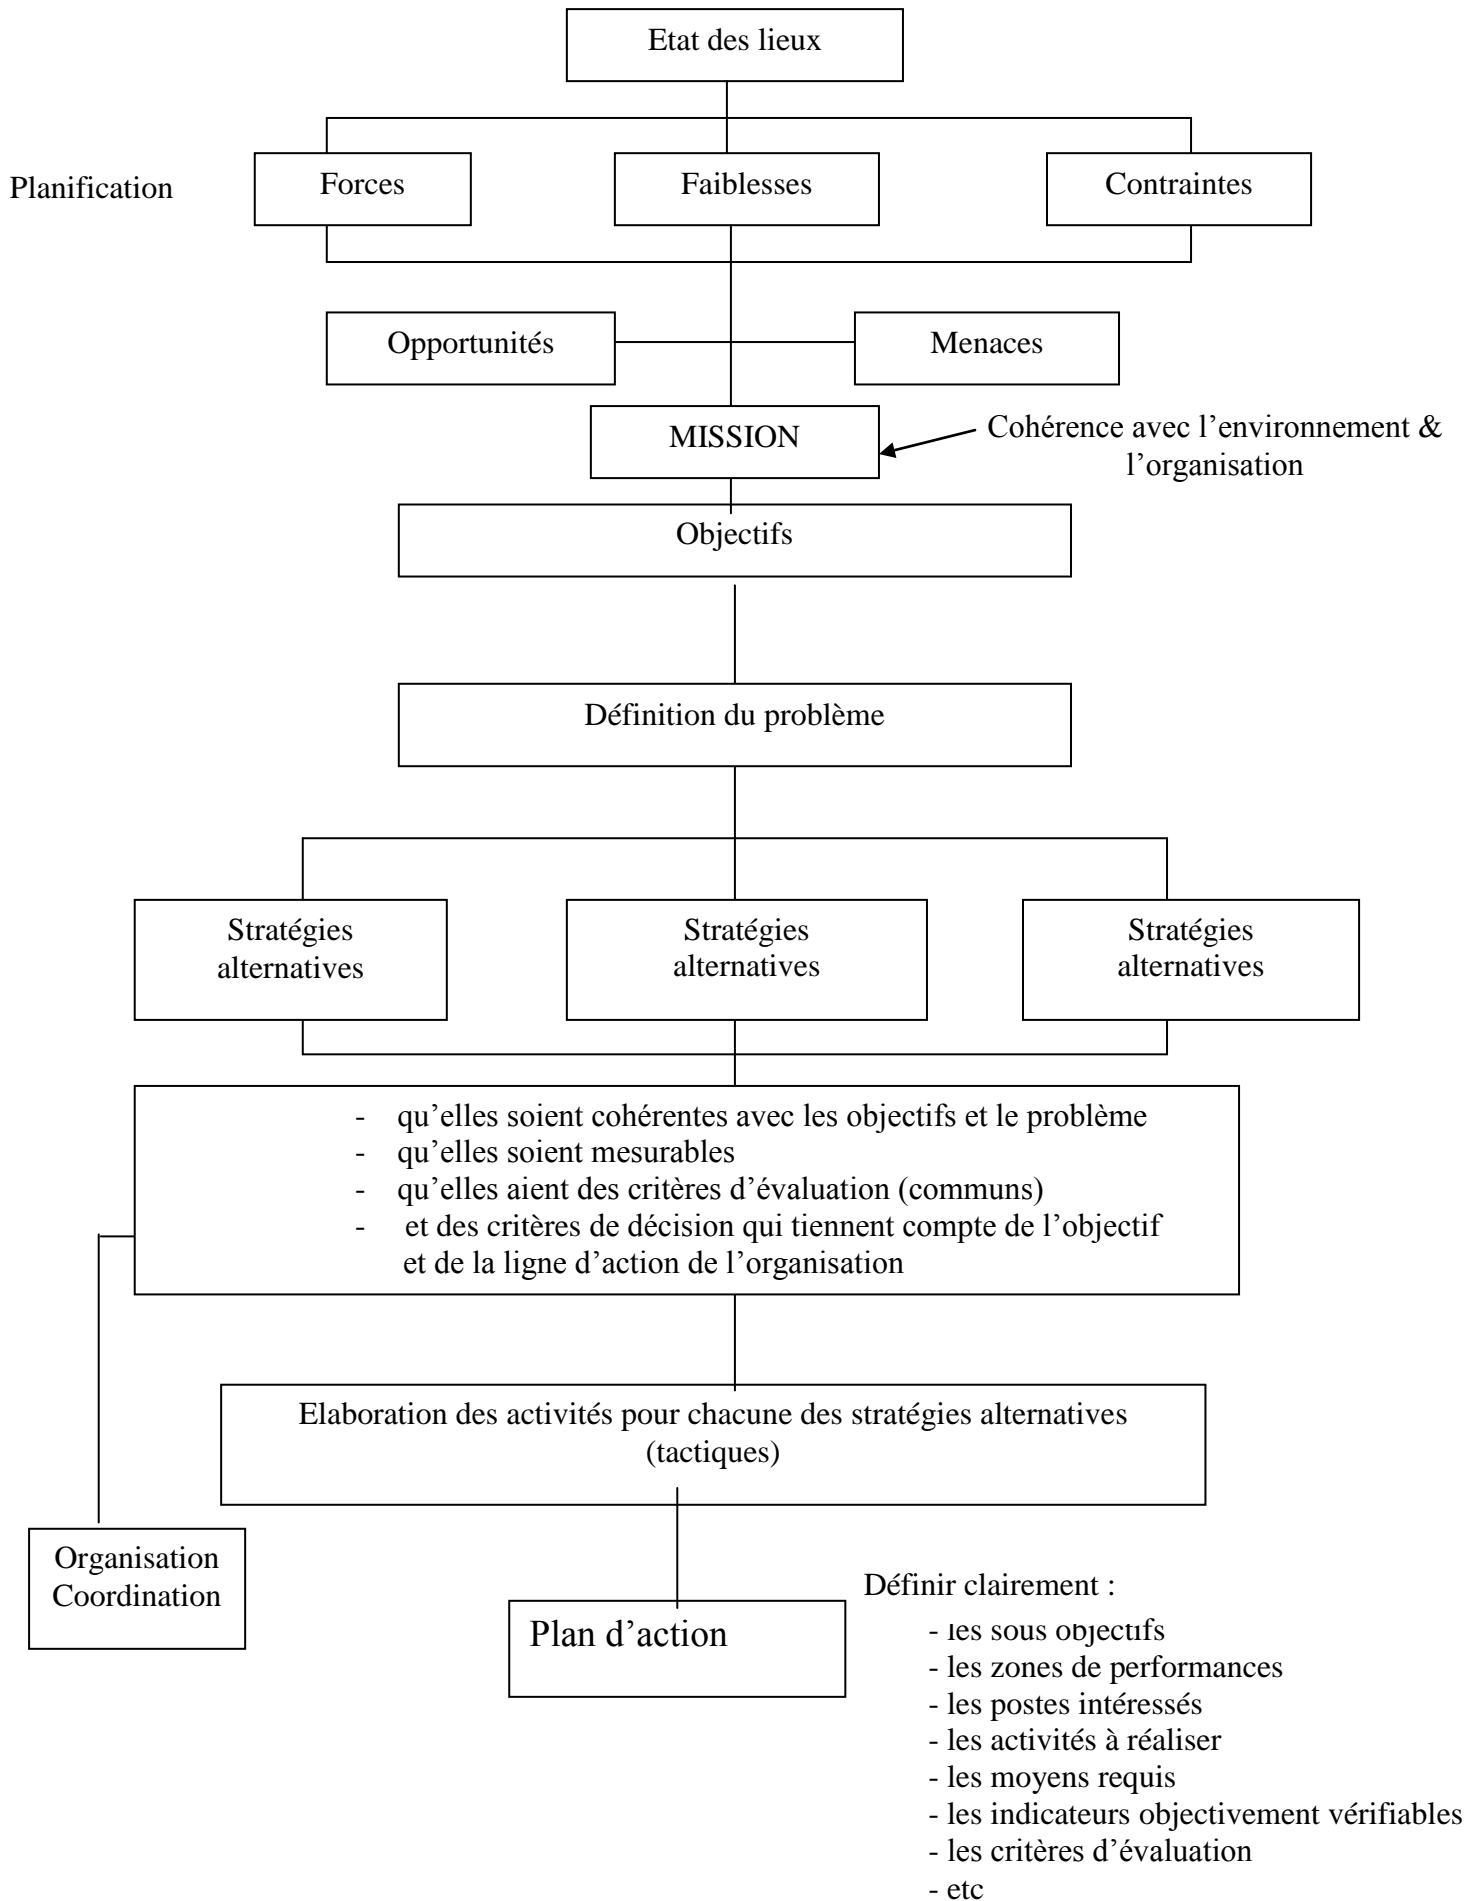 Etat des lieux
Planification
Forces
Faiblesses
Contraintes
Opportunités
Menaces
MISSION
Cohérence avec l’environnement &
l’organisation
Objectifs
Définition du problème
Stratégies
alternatives
Stratégies
alternatives
Stratégies
alternatives
- qu’elles soient cohérentes avec les objectifs et le problème
- qu’elles soient mesurables
- qu’elles aient des critères d’évaluation (communs)
- et des critères de décision qui tiennent compte de l’objectif
et de la ligne d’action de l’organisation
Elaboration des activités pour chacune des stratégies alternatives
(tactiques)
Organisation
Coordination
Plan d’action
Définir clairement :
- les sous objectifs
- les zones de performances
- les postes intéressés
- les activités à réaliser
- les moyens requis
- les indicateurs objectivement vérifiables
- les critères d’évaluation
- etc